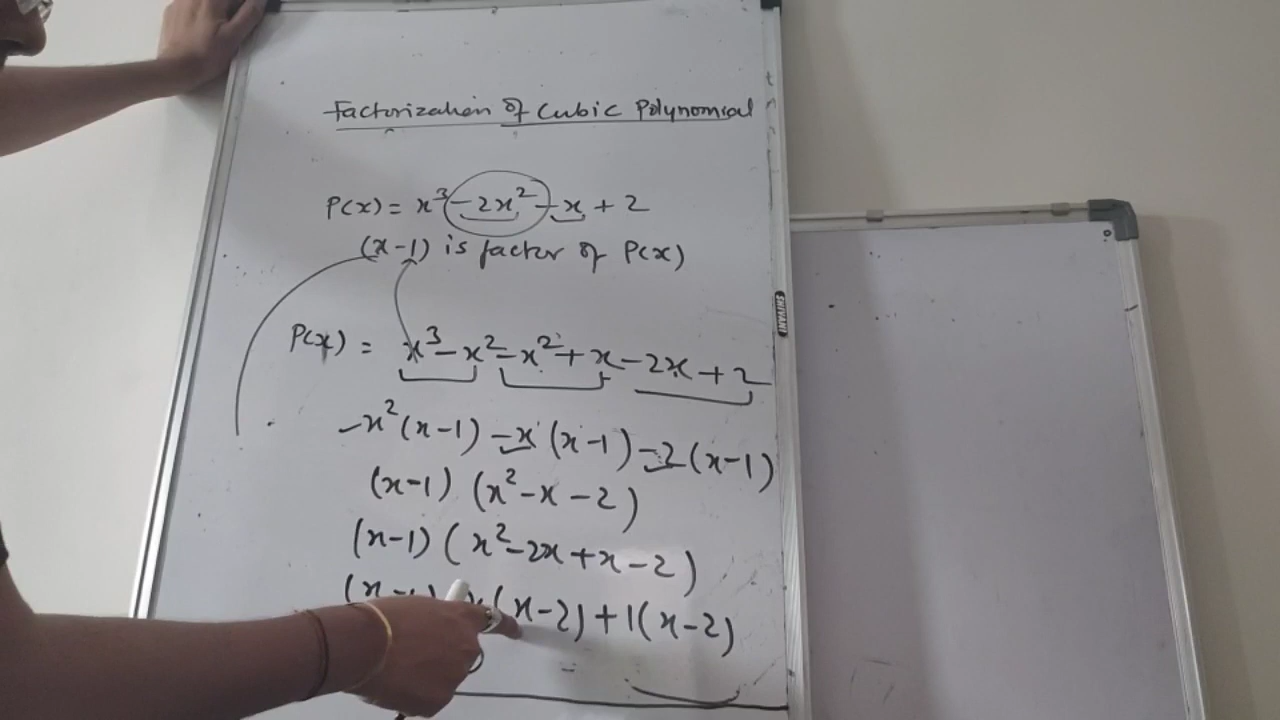 Factorization of Cubic Polynomial
P(x) = x³ - 2x² - x + 2
(x-1) is factor of P(x)
P(x) = x³ - x² - x² + x - 2x + 2
- x² (x-1) - x (x-1) - 2 (x-1)
(x-1) (x² - x - 2)
(x-1) (x² - 2x + x - 2)
(x-2) + 1 (x-2)
SHIVANI